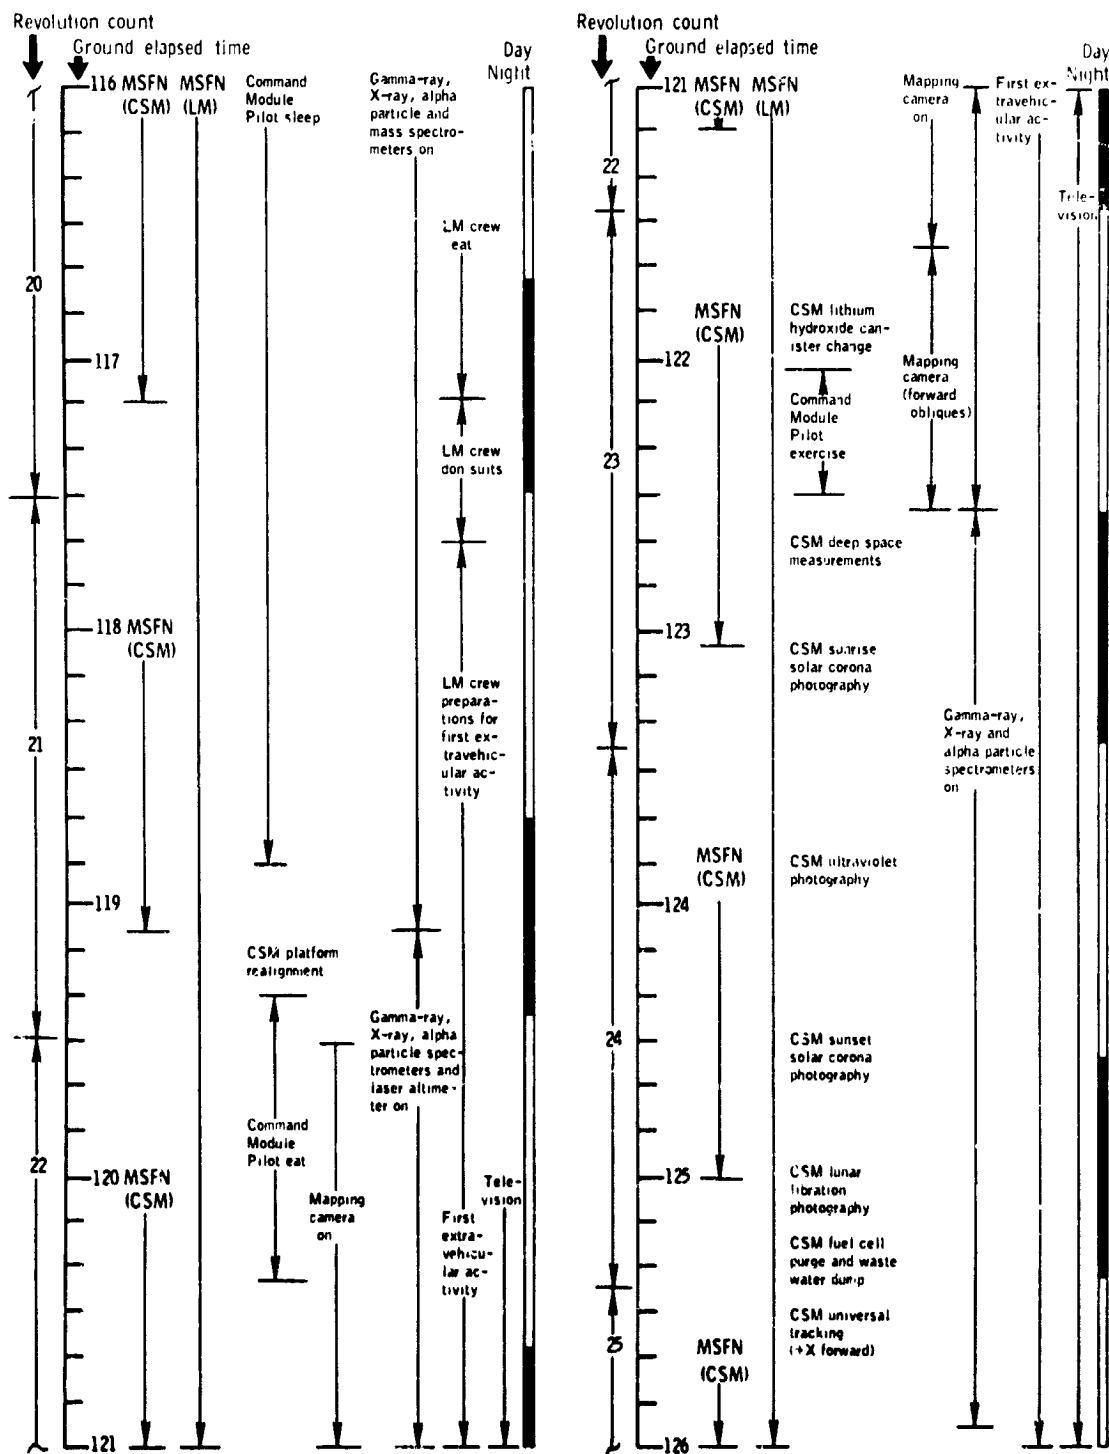 Revolution count
Ground elapsed time
Day
Night
116 MSFN
(CSM)
MSFN
(LM)
Command
Module
Pilot sleep
Gamma-ray,
X-ray, alpha
particle and
mass spectro-
meters on
LM crew
eat
20
117
LM crew
don suits
118 MSFN
(CSM)
LM crew
prepara-
tions for
first ex-
travehic-
ular ac-
tivity
21
119
CSM platform
realignment
Gamma-ray,
X-ray, alpha
particle spec-
trometers and
laser altime-
ter on
Command
Module
Pilot eat
22
120 MSFN
(CSM)
Mapping
camera
on
First
extra-
vehicu-
lar ac-
tivity
Tele-
vision
121
Revolution count
Ground elapsed time
Day
Night
121 MSFN
(CSM)
MSFN
(LM)
Mapping
camera
on
First ex-
travehic-
ular ac-
tivity
22
Tele-
vision
MSFN
(CSM)
CSM lithium
hydroxide can-
ister change
122
Mapping
camera
(forward
obliques)
Command
Module
Pilot
exercise
23
CSM deep space
measurements
123
CSM sunrise
solar corona
photography
Gamma-ray,
X-ray and
alpha particle
spectrometers
on
MSFN
(CSM)
CSM ultraviolet
photography
124
24
CSM sunset
solar corona
photography
125
CSM lunar
libration
photography
CSM fuel cell
purge and waste
water dump
CSM universal
tracking
(+X forward)
25
MSFN
(CSM)
126